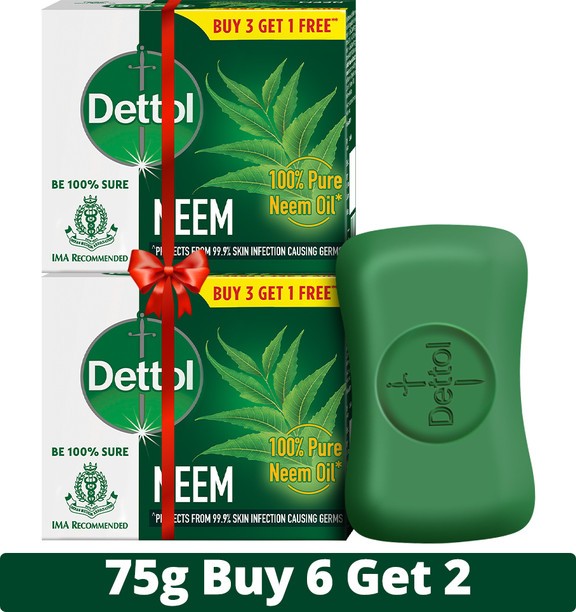 BUY 3 GET 1 FREE**
Dettol
BE 100% SURE
IMA RECOMMENDED
100% Pure
Neem Oil*
NEEM
^PROTECTS FROM 99.9% SKIN INFECTION CAUSING GERMS
BUY 3 GET 1 FREE**
Dettol
BE 100% SURE
IMA RECOMMENDED
100% Pure
Neem Oil*
NEEM
^PROTECTS FROM 99.9% SKIN INFECTION CAUSING GERMS
Dettol
75g Buy 6 Get 2